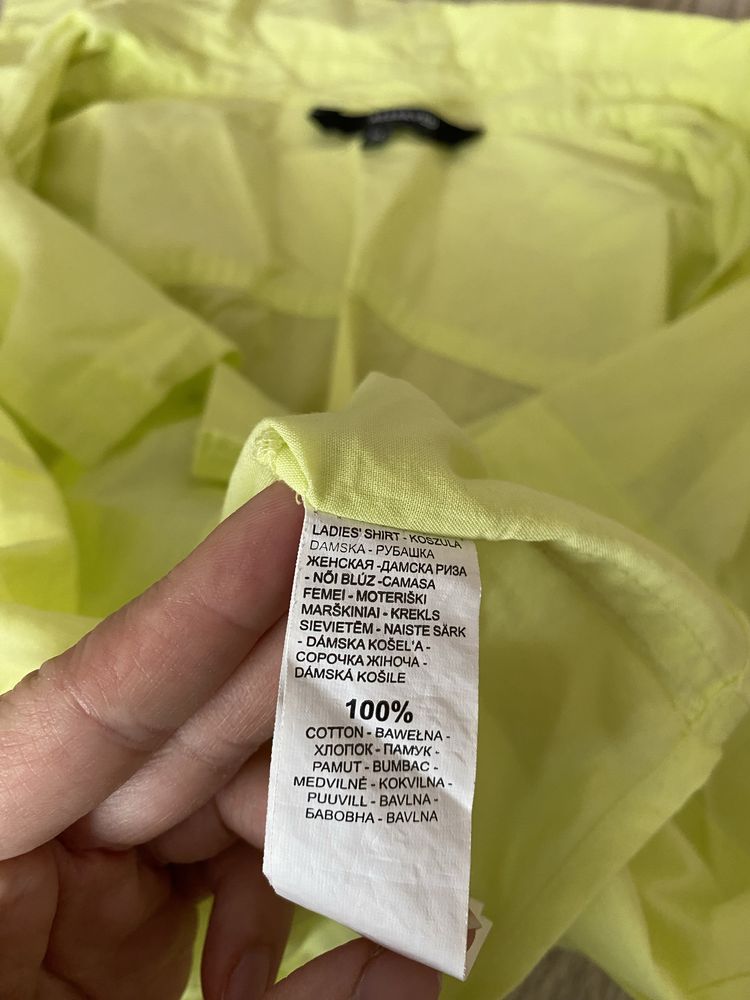 LADIES' SHIRT - KOSZULA
DAMSKA - РУБАШКА
ЖЕНСКАЯ -ДАМСКА РИЗА
- NŐI BLÚZ -CAMASA
FEMEI - MOTERIŠKI
MARŠKINIAI - KREKLS
SIEVIETĒM - NAISTE SÄRK
- DÁMSKA KOŠEL'A -
СОРОЧКА ЖІНОЧА -
DÁMSKÁ KOŠILE
100%
COTTON - BAWEŁNA -
ХЛОПОК - ПАМУК -
PAMUT - BUMBAC -
MEDVILNĖ - KOKVILNA -
PUUVILL - BAVLNA -
БАВОВНА - BAVLNA